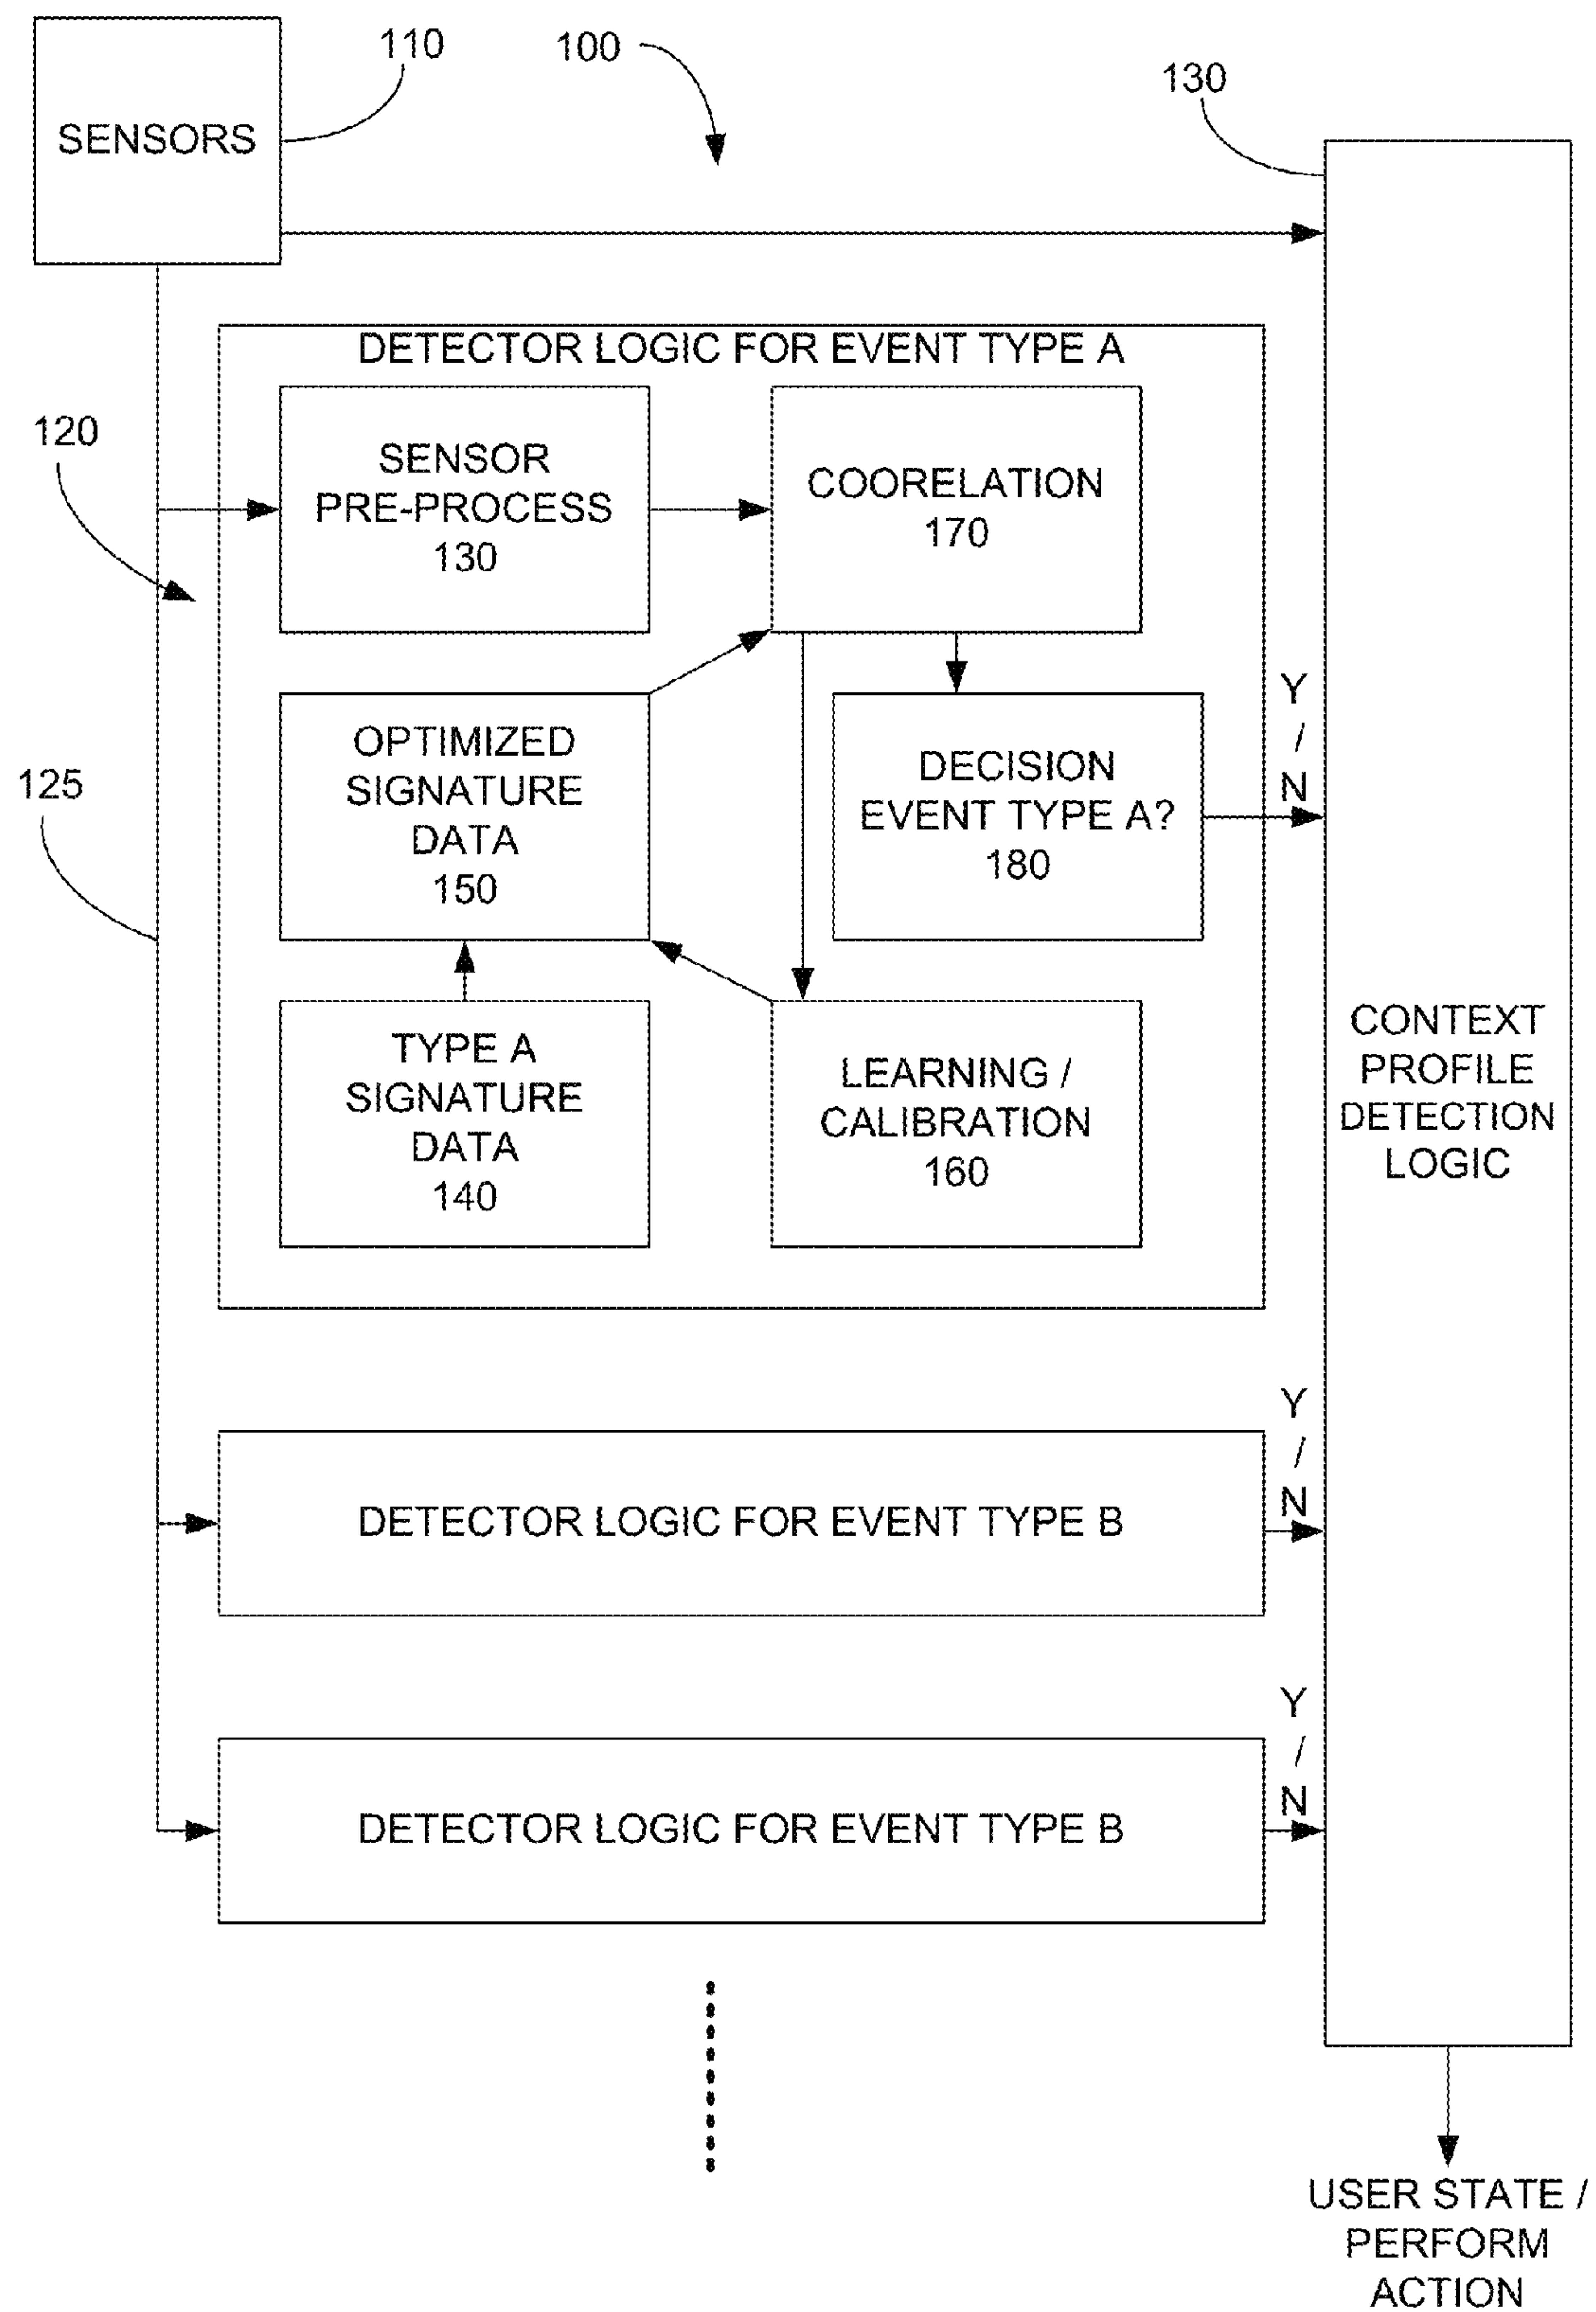 110
100
130
SENSORS
DETECTOR LOGIC FOR EVENT TYPE A
120
SENSOR
PRE-PROCESS
130
COORELATION
170
125
OPTIMIZED
SIGNATURE
DATA
150
DECISION
EVENT TYPE A?
180
Y
/
N
TYPE A
SIGNATURE
DATA
140
LEARNING /
CALIBRATION
160
CONTEXT
PROFILE
DETECTION
LOGIC
DETECTOR LOGIC FOR EVENT TYPE B
Y
/
N
DETECTOR LOGIC FOR EVENT TYPE B
Y
/
N
USER STATE /
PERFORM
ACTION